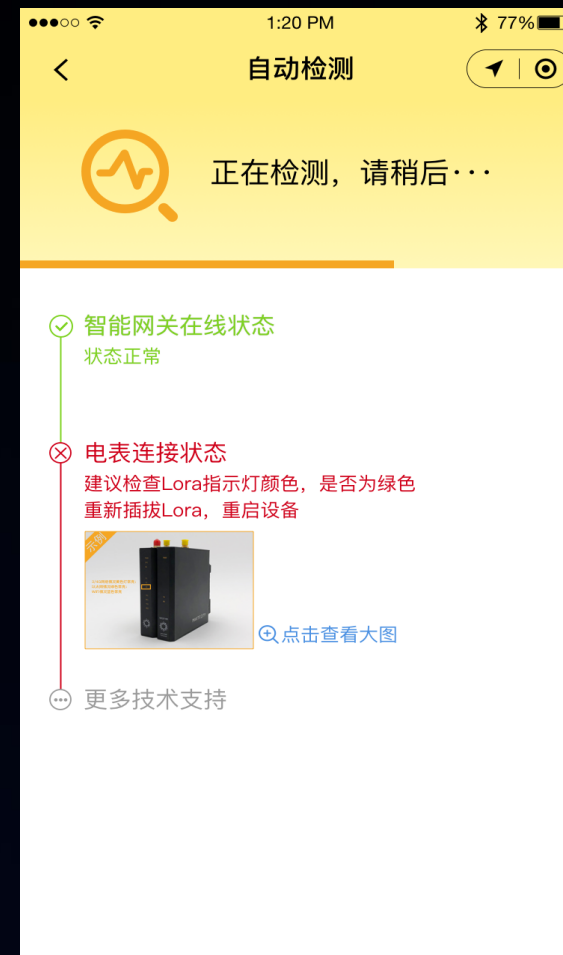 1:20 PM
77%
自动检测
正在检测，请稍后···
智能网关在线状态
状态正常
电表连接状态
建议检查Lora指示灯颜色，是否为绿色
重新插拔Lora，重启设备
示例
点击查看大图
更多技术支持